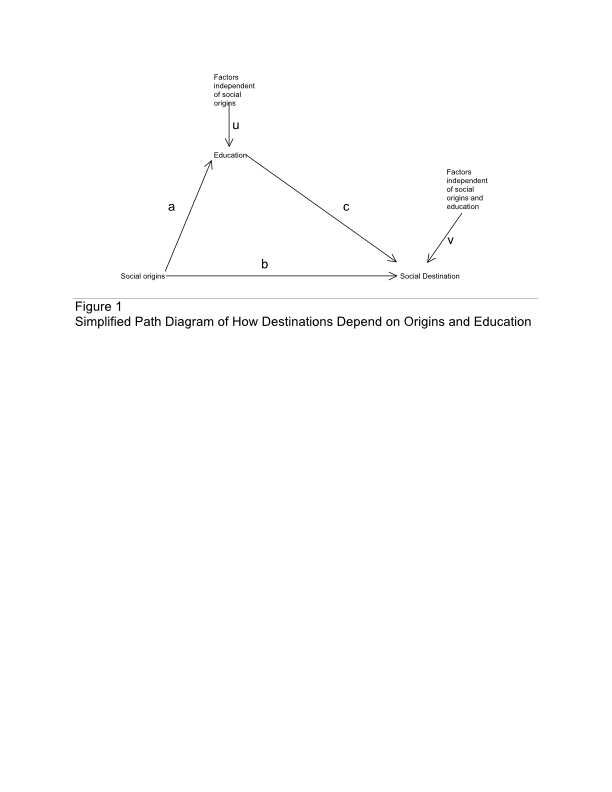 Factors
independent
of social
origins
u
Education
Factors
independent
of social
origins and
education
a
c
v
b
Social origins
Social Destination
Figure 1
Simplified Path Diagram of How Destinations Depend on Origins and Education